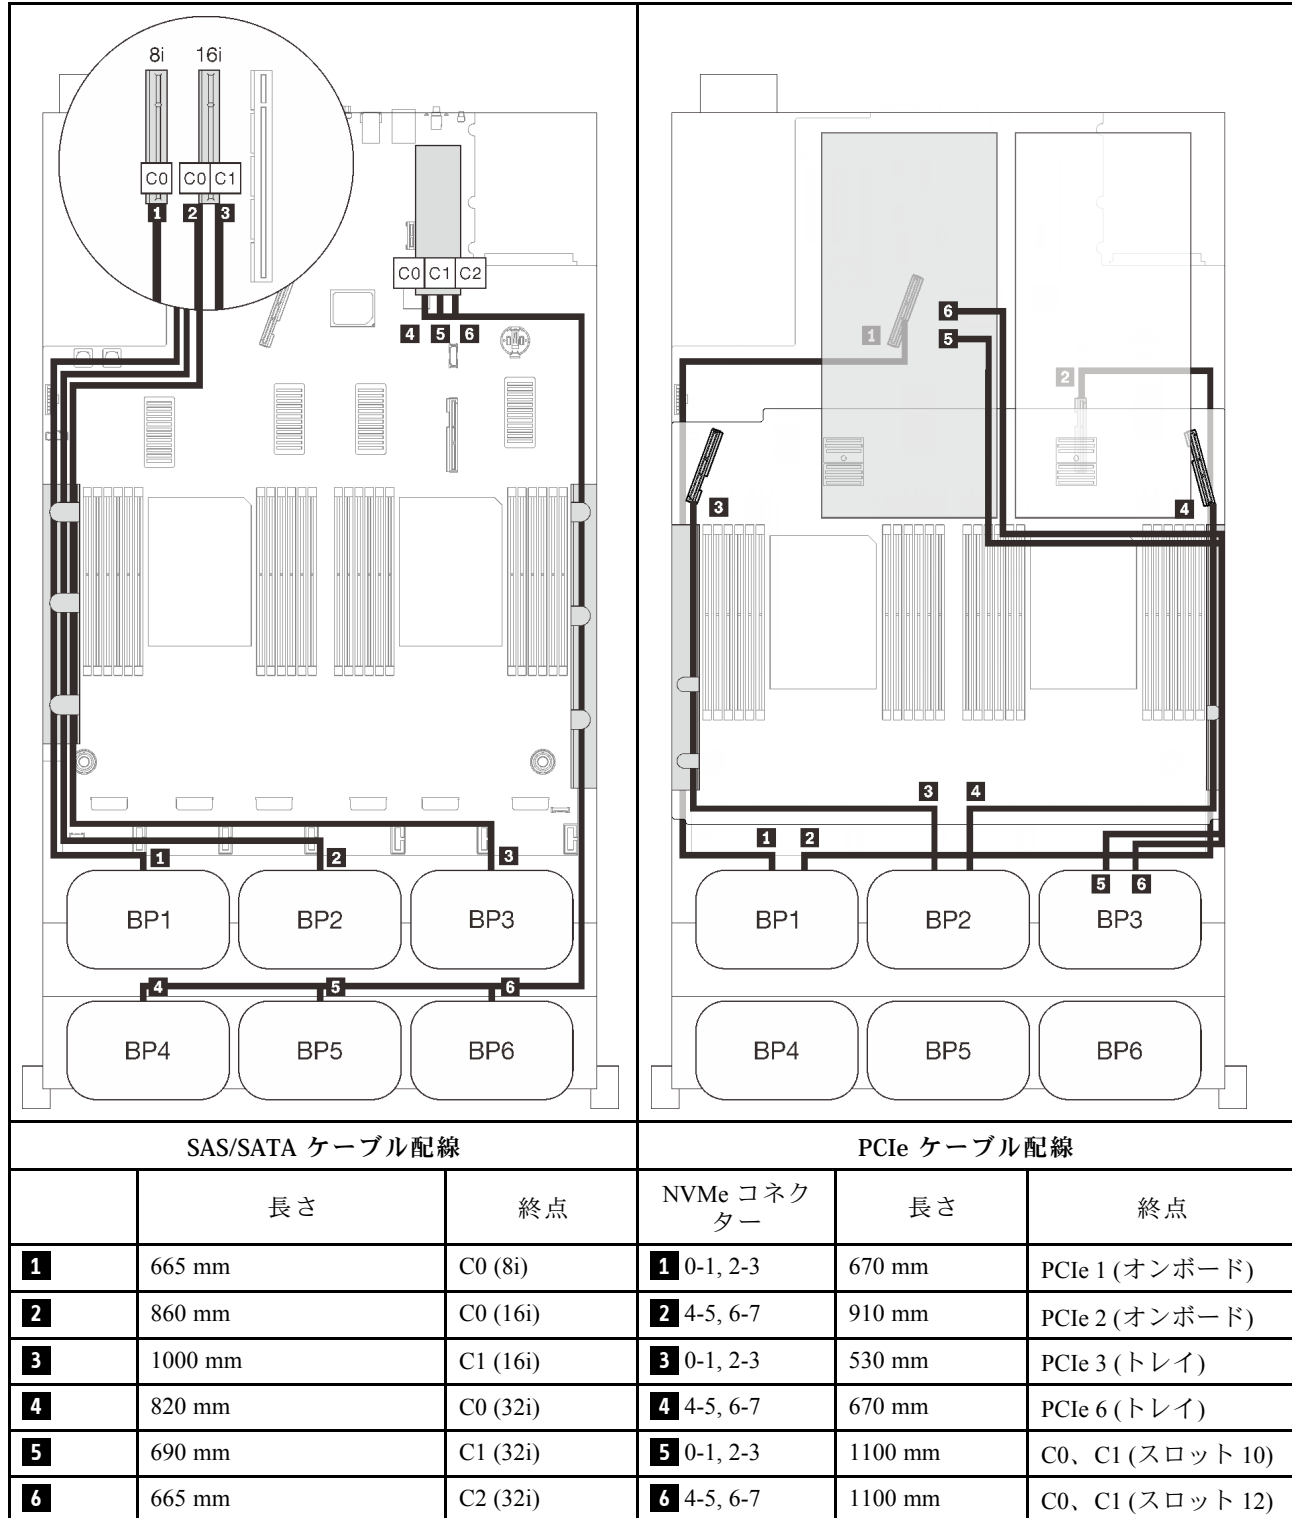 8i 16i
C0 C0 C1
1 2 3
C0 C1 C2
4 5 6
1 2 3
BP1 BP2 BP3
4 5 6
BP4 BP5 BP6
6
1 5
2
3 4
3 4
1 2
5 6
BP1 BP2 BP3
BP4 BP5 BP6
SAS/SATA ケーブル配線 PCIe ケーブル配線
長さ 終点 NVMe コネク
ター 長さ 終点
1 665 mm C0 (8i) 1 0-1, 2-3 670 mm PCIe 1 (オンボード)
2 860 mm C0 (16i) 2 4-5, 6-7 910 mm PCIe 2 (オンボード)
3 1000 mm C1 (16i) 3 0-1, 2-3 530 mm PCIe 3 (トレイ)
4 820 mm C0 (32i) 4 4-5, 6-7 670 mm PCIe 6 (トレイ)
5 690 mm C1 (32i) 5 0-1, 2-3 1100 mm C0、C1 (スロット 10)
6 665 mm C2 (32i) 6 4-5, 6-7 1100 mm C0、C1 (スロット 12)